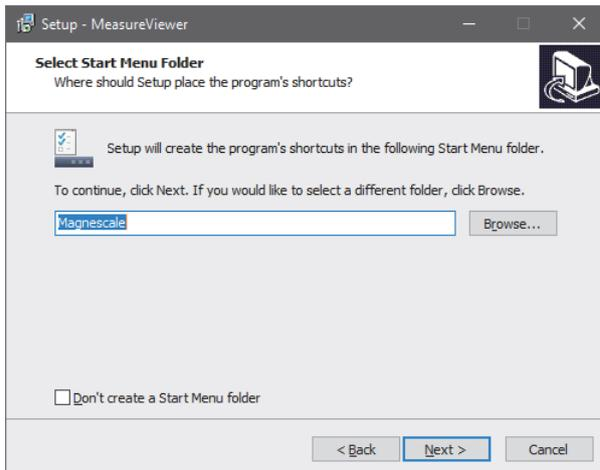 Setup - MeasureViewer
Select Start Menu Folder
Where should Setup place the program's shortcuts?
Setup will create the program's shortcuts in the following Start Menu folder.
To continue, click Next. If you would like to select a different folder, click Browse.
Magnescale
Browse...
Don't create a Start Menu folder
< Back
Next >
Cancel